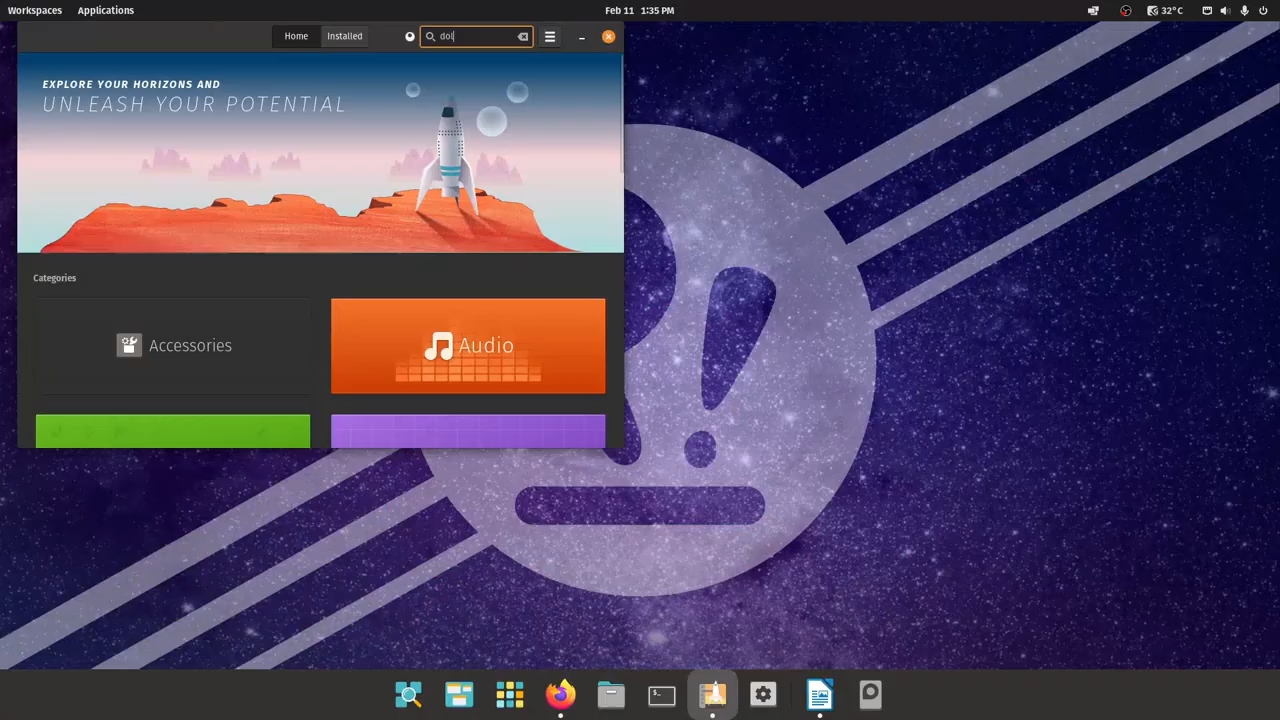 Workspaces Applications Feb 11 1:35 PM 32°C
Home Installed dol
EXPLORE YOUR HORIZONS AND
UNLEASH YOUR POTENTIAL
Categories
Accessories
Audio